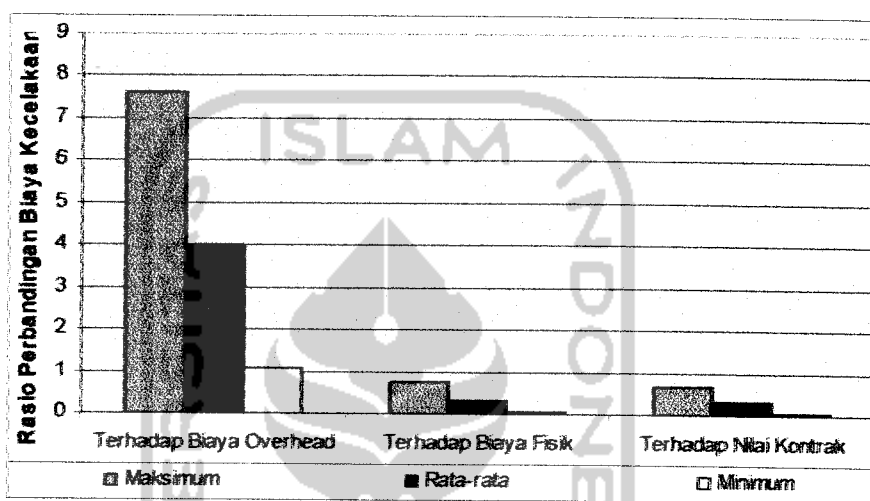 Rasio Perbandingan Biaya Kecelakaan
9
8
7
6
5
4
3
2
1
0
Terhadap Biaya Overhead Terhadap Biaya Fisik Terhadap Nilai Kontrak
Maksimum Rata-rata Minimum
ISLAM
INDONE